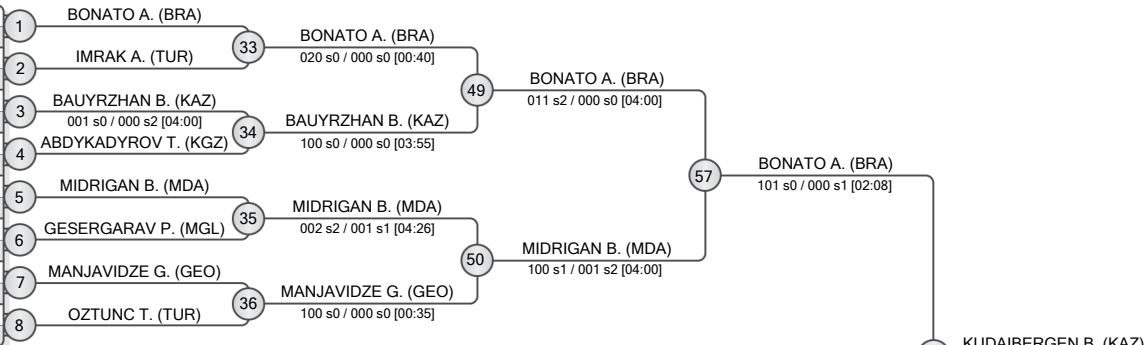 1
BONATO A. (BRA)
2
IMRAK A. (TUR)
33
BONATO A. (BRA)
020 s0 / 000 s0 [00:40]
3
BAUYRZHAN B. (KAZ)
001 s0 / 000 s2 [04:00]
4
ABDYKADYROV T. (KGZ)
34
BAUYRZHAN B. (KAZ)
100 s0 / 000 s0 [03:55]
49
BONATO A. (BRA)
011 s2 / 000 s0 [04:00]
5
MIDRIGAN B. (MDA)
6
GESERGARAV P. (MGL)
35
MIDRIGAN B. (MDA)
002 s2 / 001 s1 [04:26]
7
MANJAVIDZE G. (GEO)
8
OZTUNC T. (TUR)
36
MANJAVIDZE G. (GEO)
100 s0 / 000 s0 [00:35]
50
MIDRIGAN B. (MDA)
100 s1 / 001 s2 [04:00]
57
BONATO A. (BRA)
101 s0 / 000 s1 [02:08]
KUDAIBERGEN B. (KAZ)